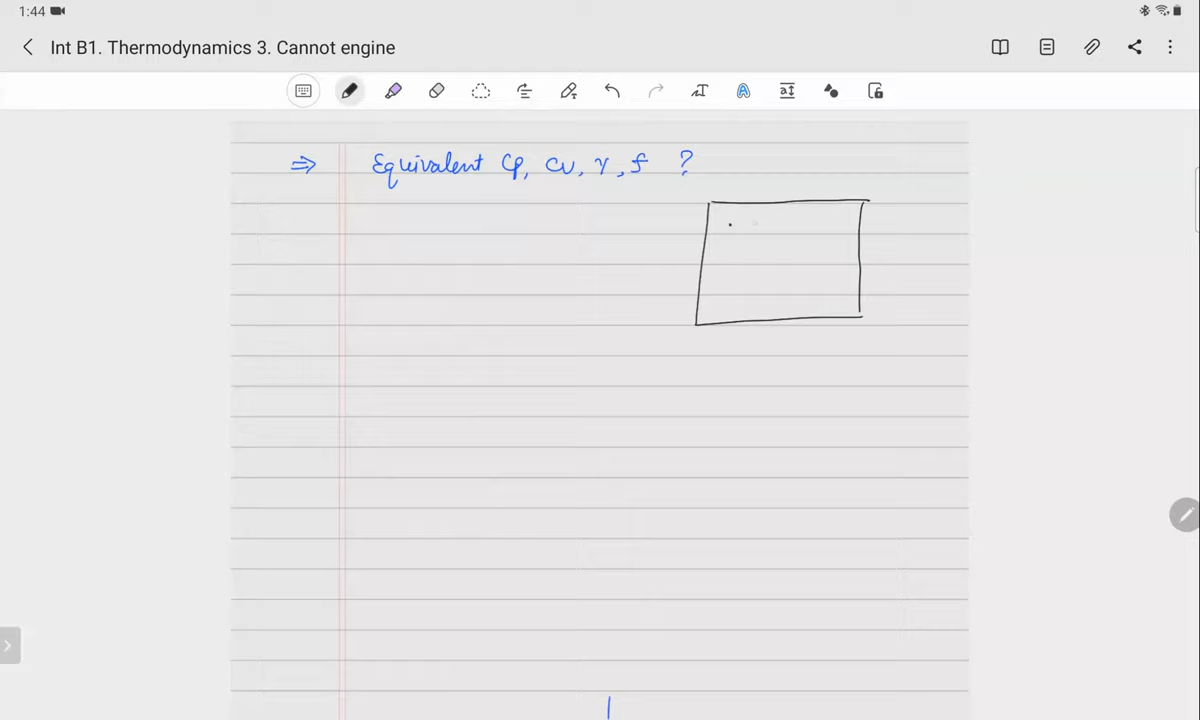 1:44
Int B1. Thermodynamics 3. Cannot engine
⇒ Equivalent Cp, Cv, γ, f ?